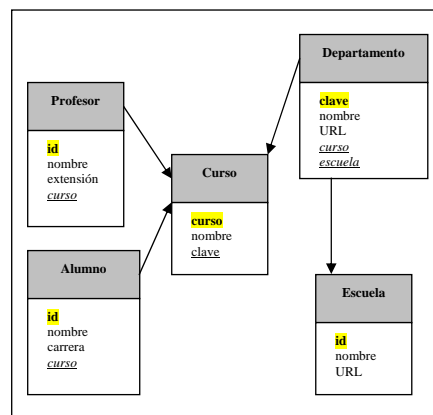 Departamento
clave
nombre
URL
curso
escuela
Profesor
id
nombre
extensión
curso
Curso
curso
nombre
clave
Alumno
id
nombre
carrera
curso
Escuela
id
nombre
URL